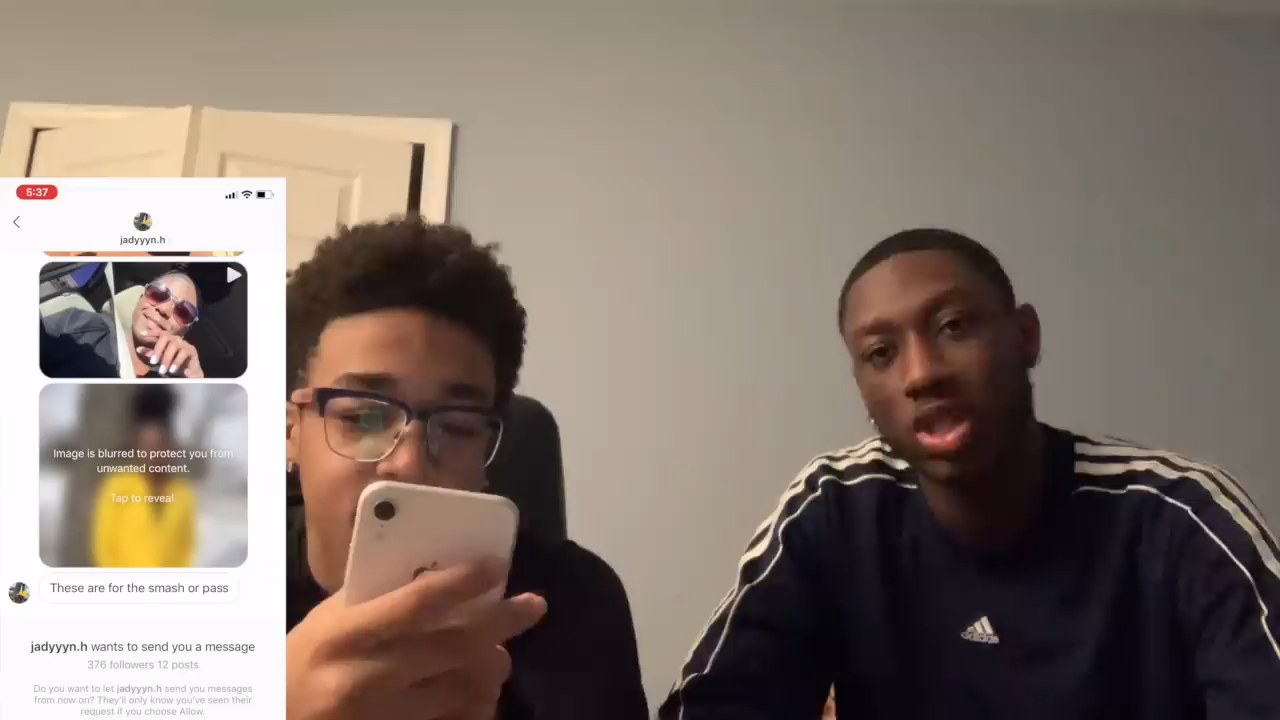 5:37
jadyyyn.h
Image is blurred to protect you from
unwanted content.
Tap to reveal
These are for the smash or pass
jadyyyn.h wants to send you a message
376 followers 12 posts
Do you want to let jadyyyn.h send you messages
from now on? They'll only know you've seen their
request if you choose Allow.
adidas